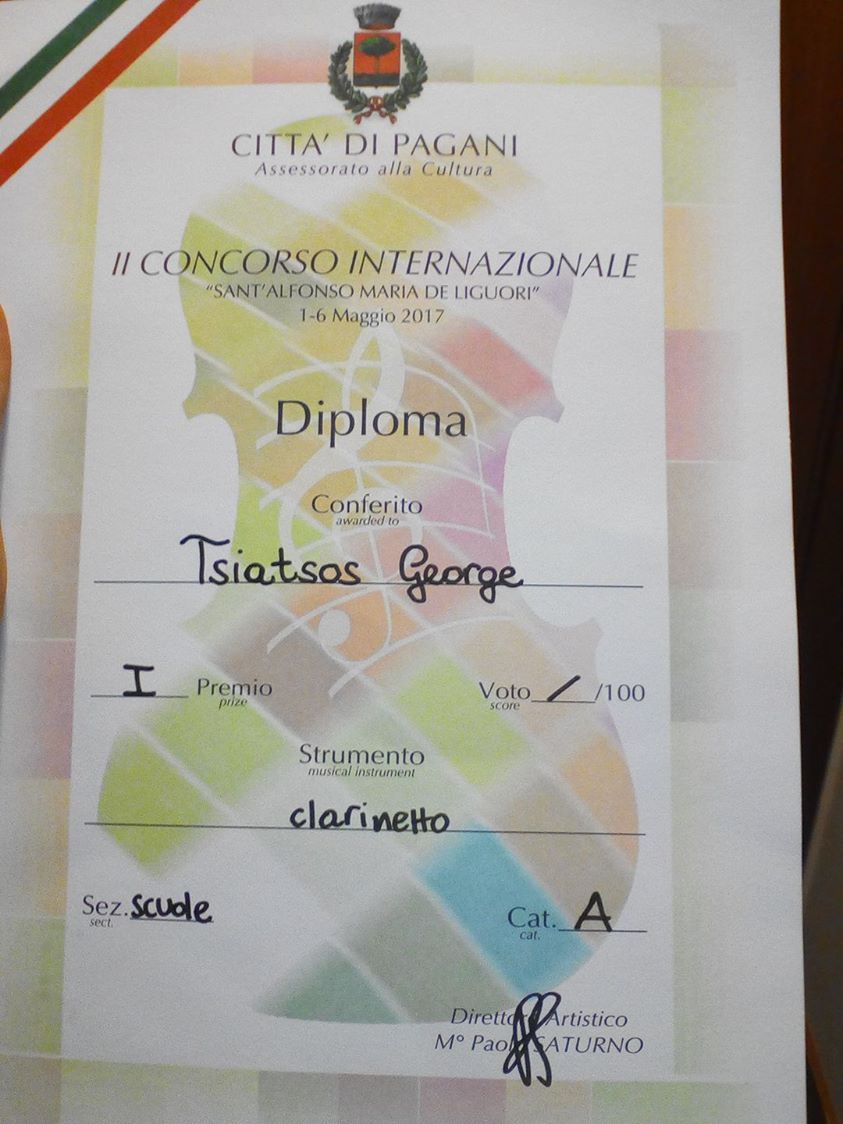 CITTA' DI PAGANI
Assessorato alla Cultura
II CONCORSO INTERNAZIONALE
"SANT'ALFONSO MARIA DE LIGUORI"
1-6 Maggio 2017
Diploma
Conferito
awarded to
Tsiatsos George
I Premio Voto / /100
prize score
Strumento
musical instrument
clarinetto
Sez. scuole Cat. A
sect. cat.
Direttore Artistico
M° Paolo SATURNO